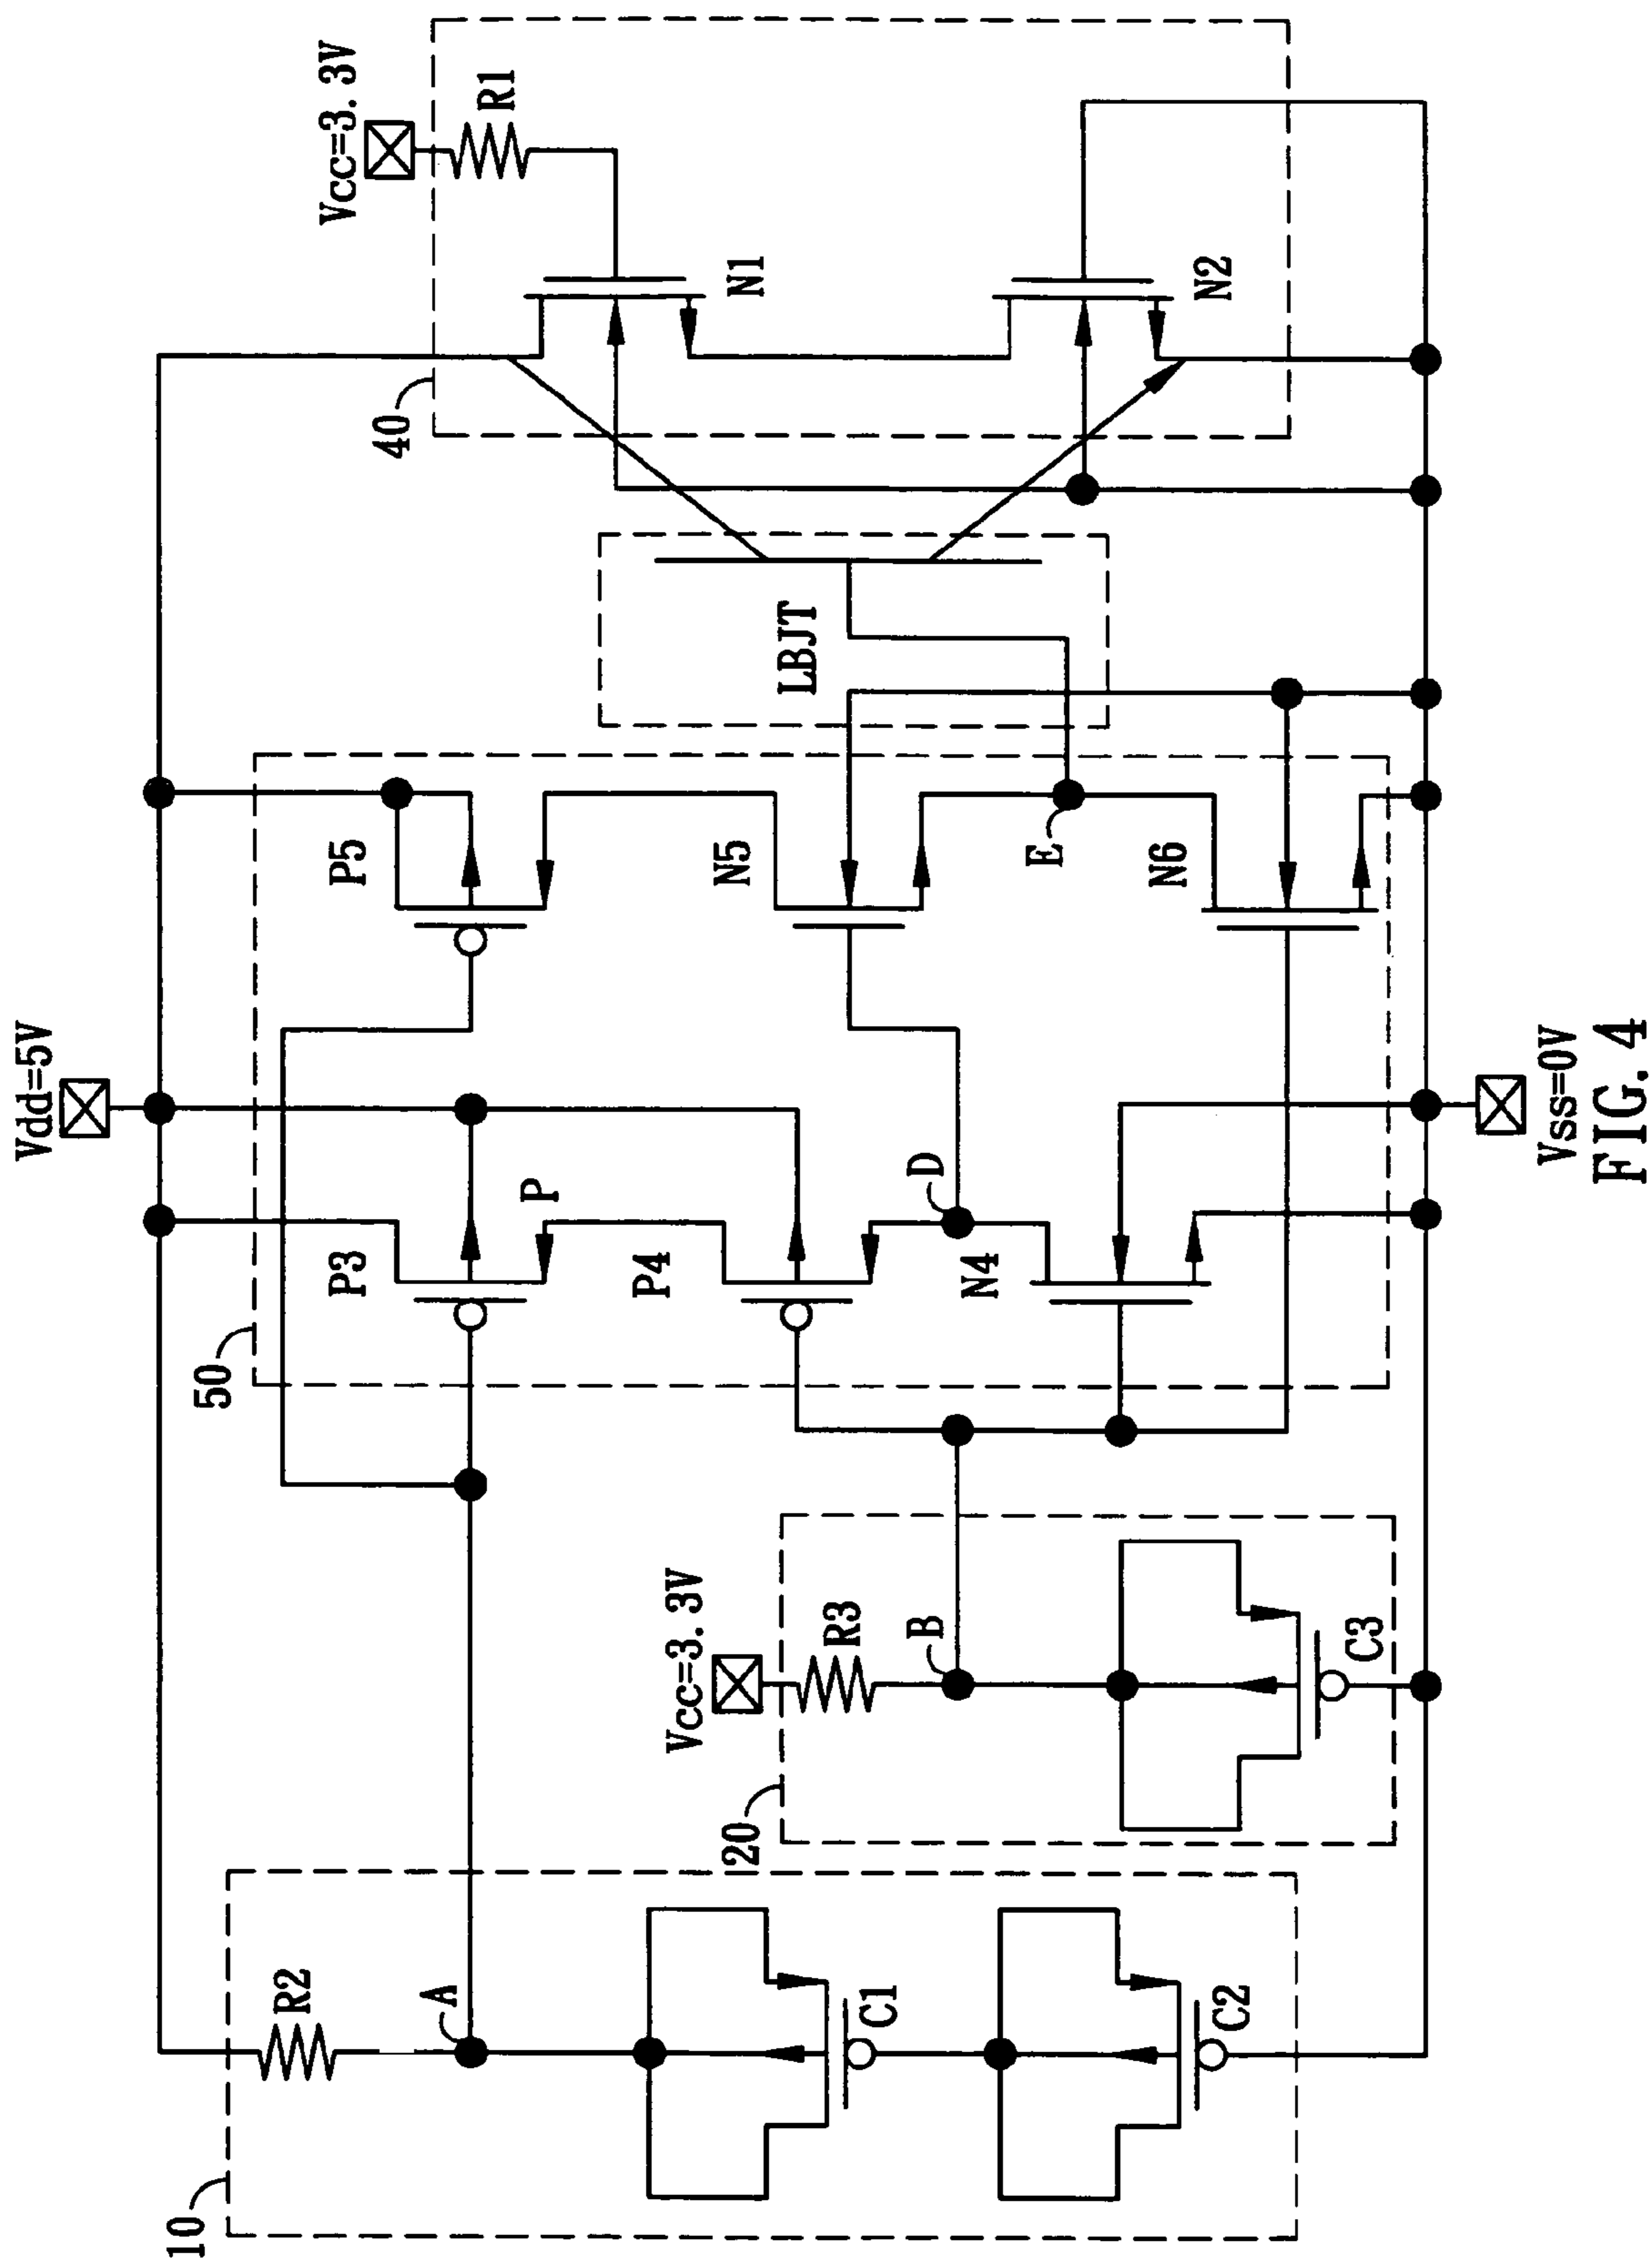 Vdd=5V
Vcc=3.3V
R1
40
N1
N2
LBJT
50
P5
N5
E
N6
P3
P
P4
D
N4
10
R2
A
C1
C2
20
Vcc=3.3V
R3
B
C3
Vss=0V
FIG. 4